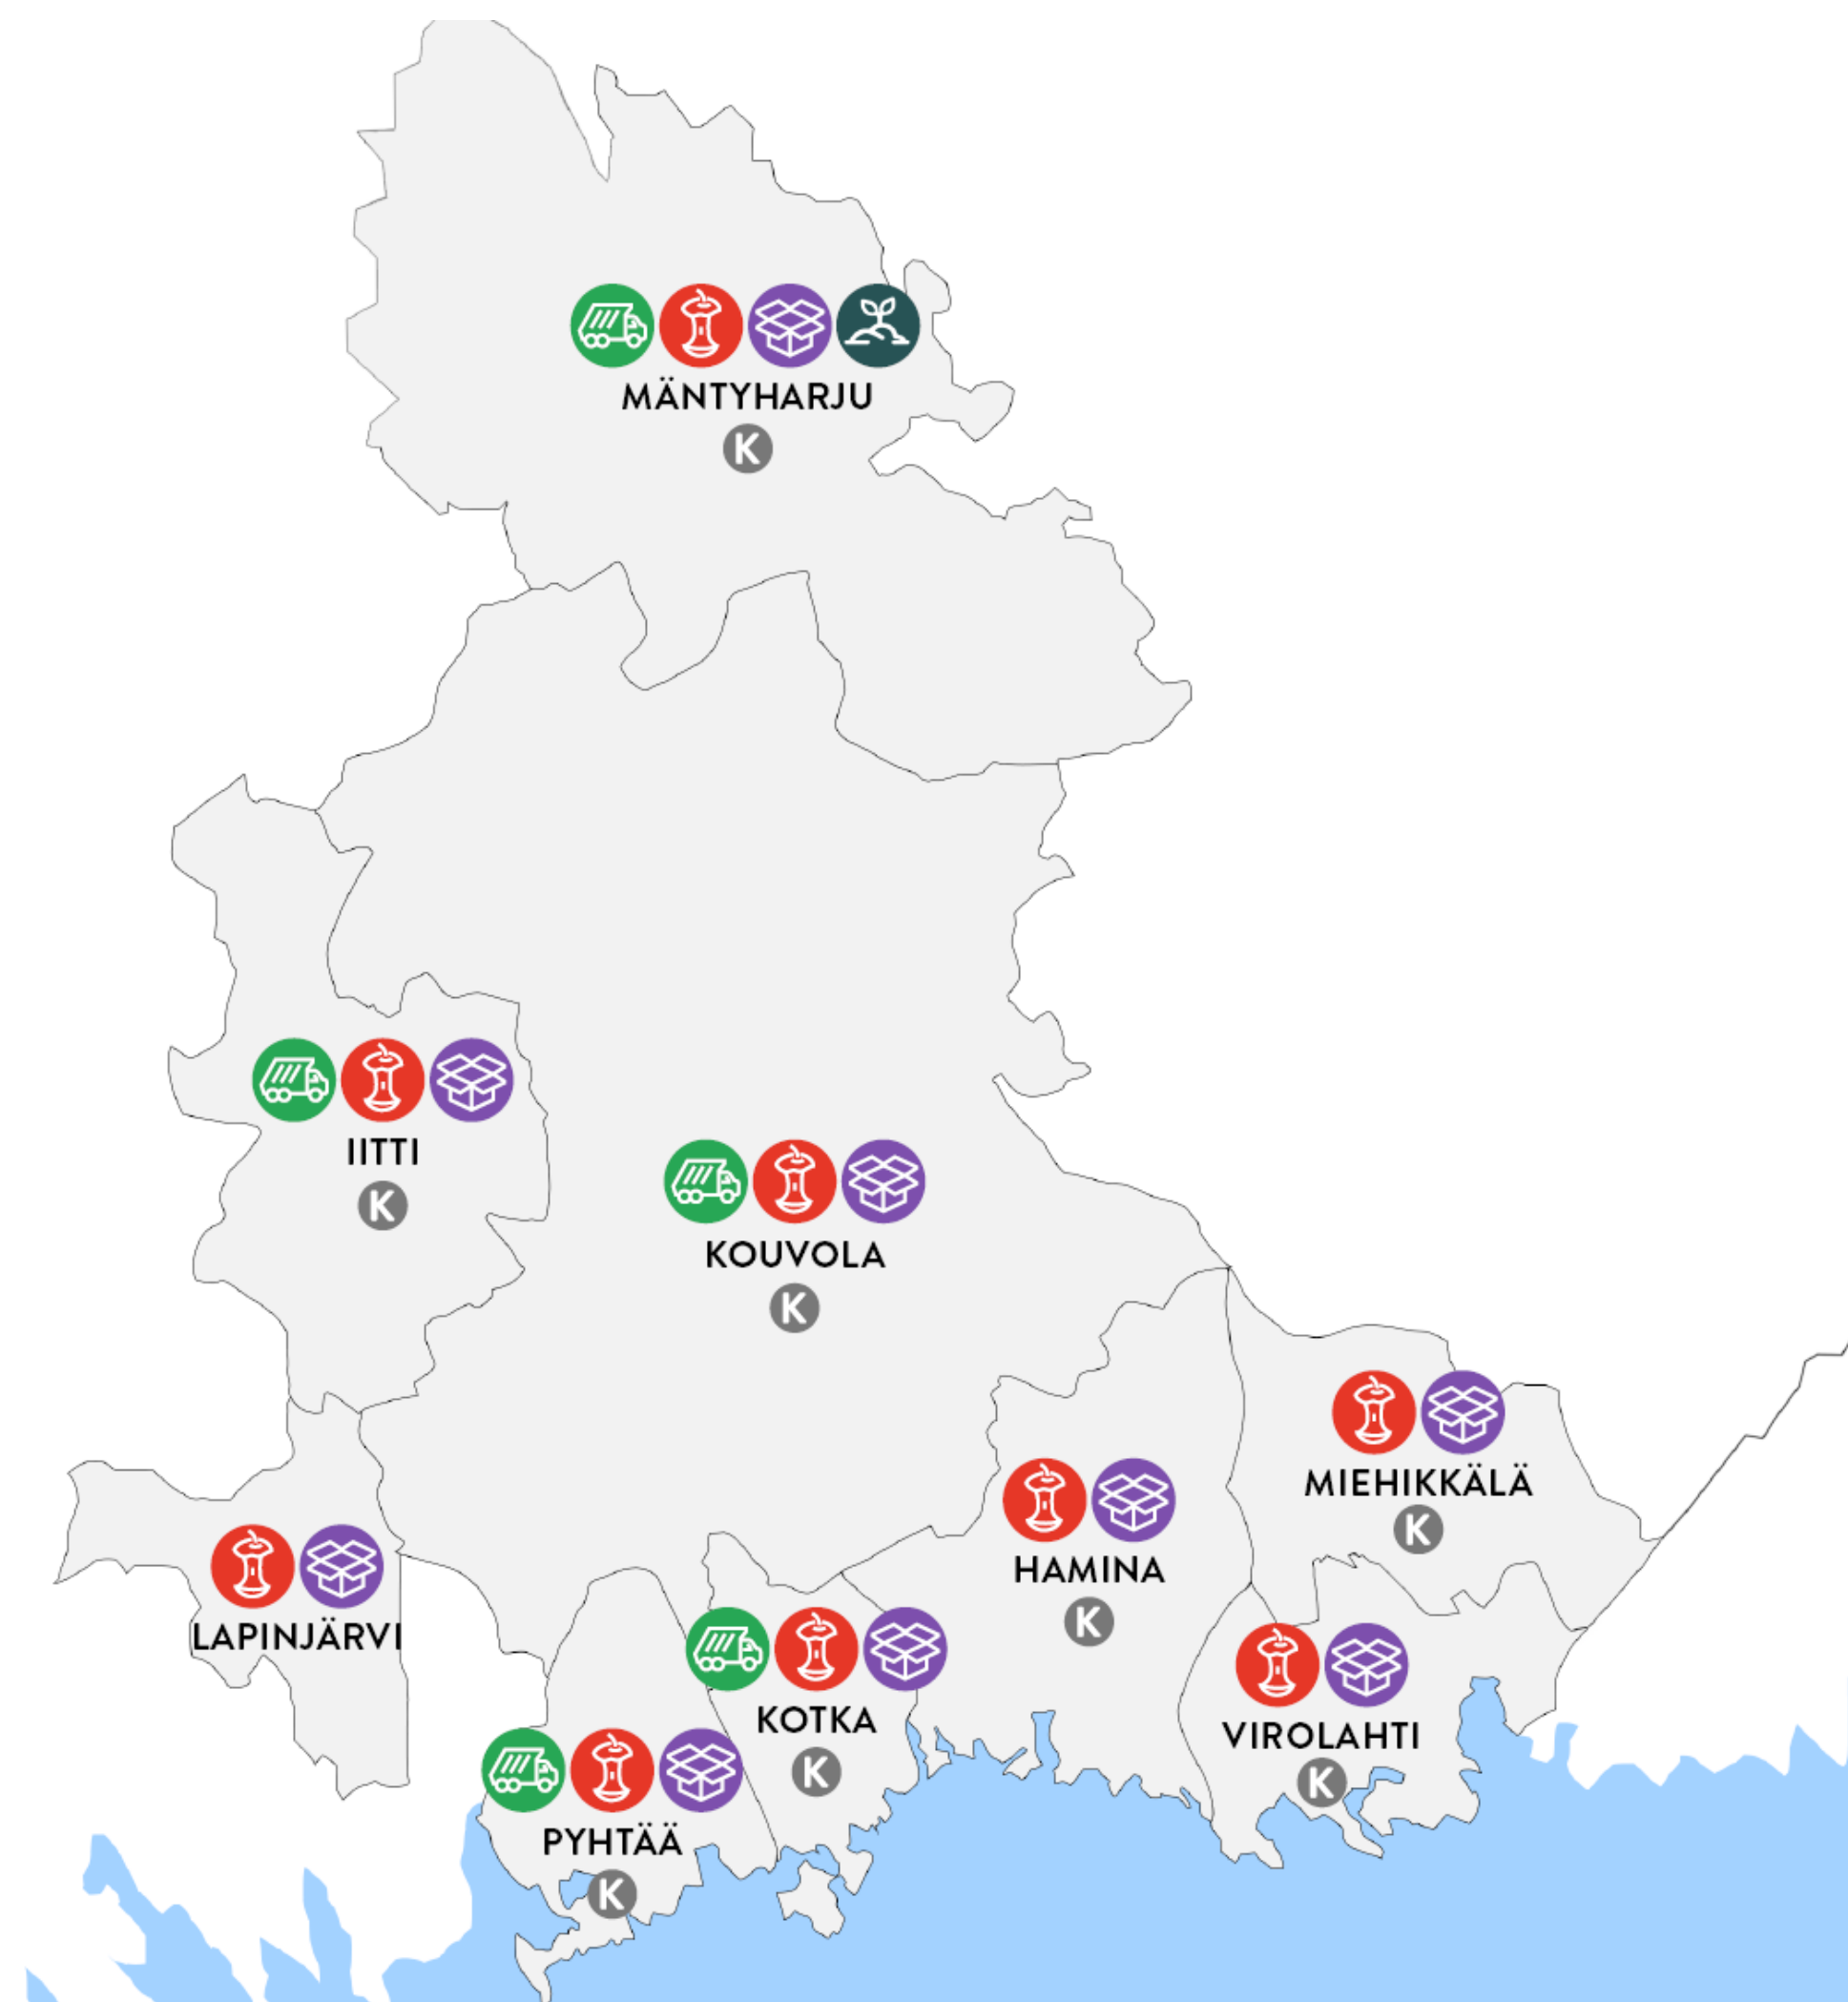 MÄNTYHARJU
K
IITTI
K
KOUVOLA
K
MIEHIKKÄLÄ
K
HAMINA
K
LAPINJÄRVI
KOTKA
K
VIROLAHTI
K
PYHTÄÄ
K